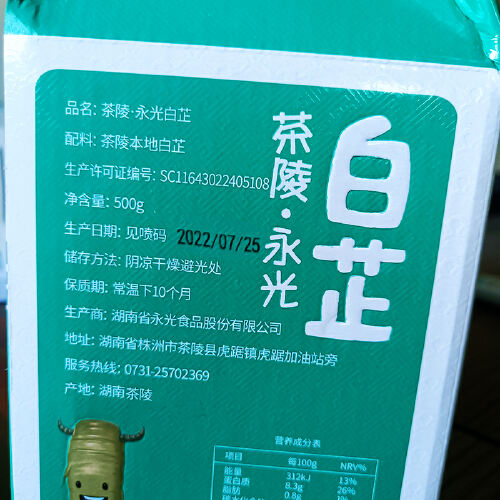 品名: 茶陵·永光白芷
配料: 茶陵本地白芷
生产许可证编号: SC11643022405108
净含量: 500g
生产日期: 见喷码 2022/07/25
储存方法: 阴凉干燥避光处
保质期: 常温下10个月
生产商: 湖南省永光食品股份有限公司
地址: 湖南省株洲市茶陵县虎踞镇虎踞加油站旁
服务热线: 0731-25702369
产地: 湖南茶陵
白芷
茶陵·永光
营养成分表
项目 每100g NRV%
能量 312kJ 13%
蛋白质 8.3g 26%
脂肪 0.8g 1%